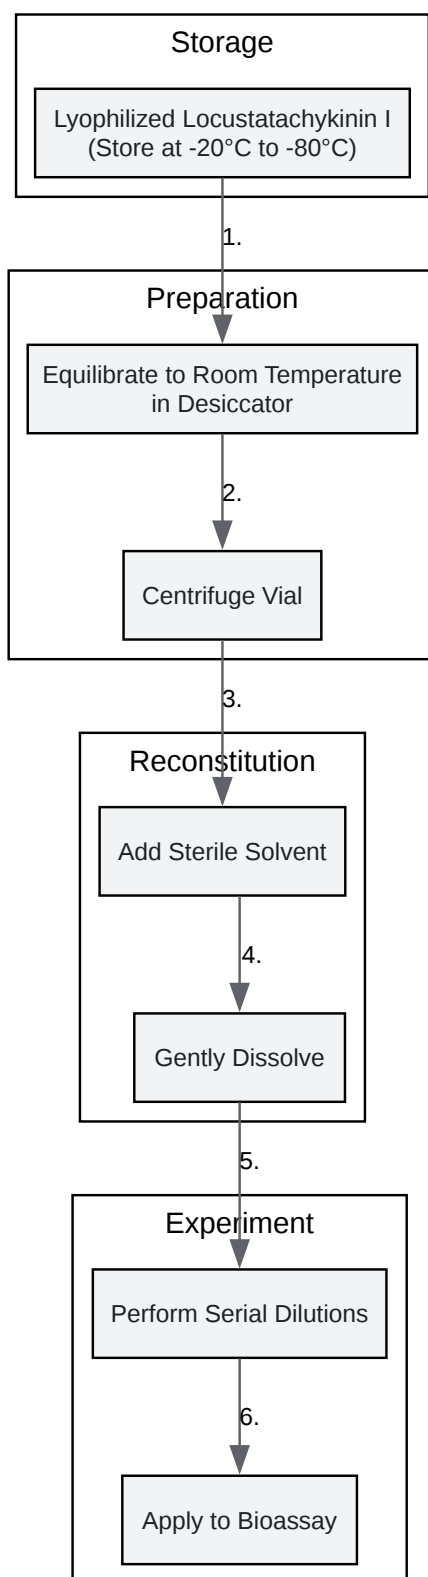 Storage
Lyophilized Locustatachykinin I
(Store at -20°C to -80°C)
1.
Preparation
Equilibrate to Room Temperature
in Desiccator
2.
Centrifuge Vial
3.
Reconstitution
Add Sterile Solvent
4.
Gently Dissolve
5.
Experiment
Perform Serial Dilutions
6.
Apply to Bioassay